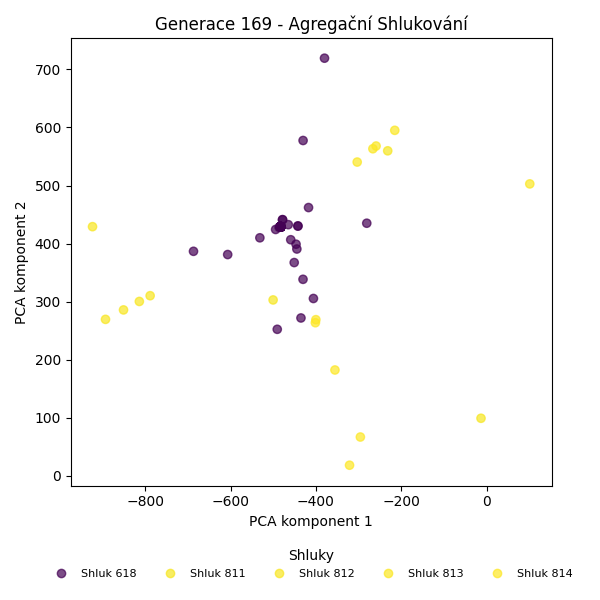 Generace 169 - Agregační Shlukování
PCA komponent 2
700
600
500
400
300
200
100
0
−800 −600 −400 −200 0
PCA komponent 1
Shluky
Shluk 618 Shluk 811 Shluk 812 Shluk 813 Shluk 814